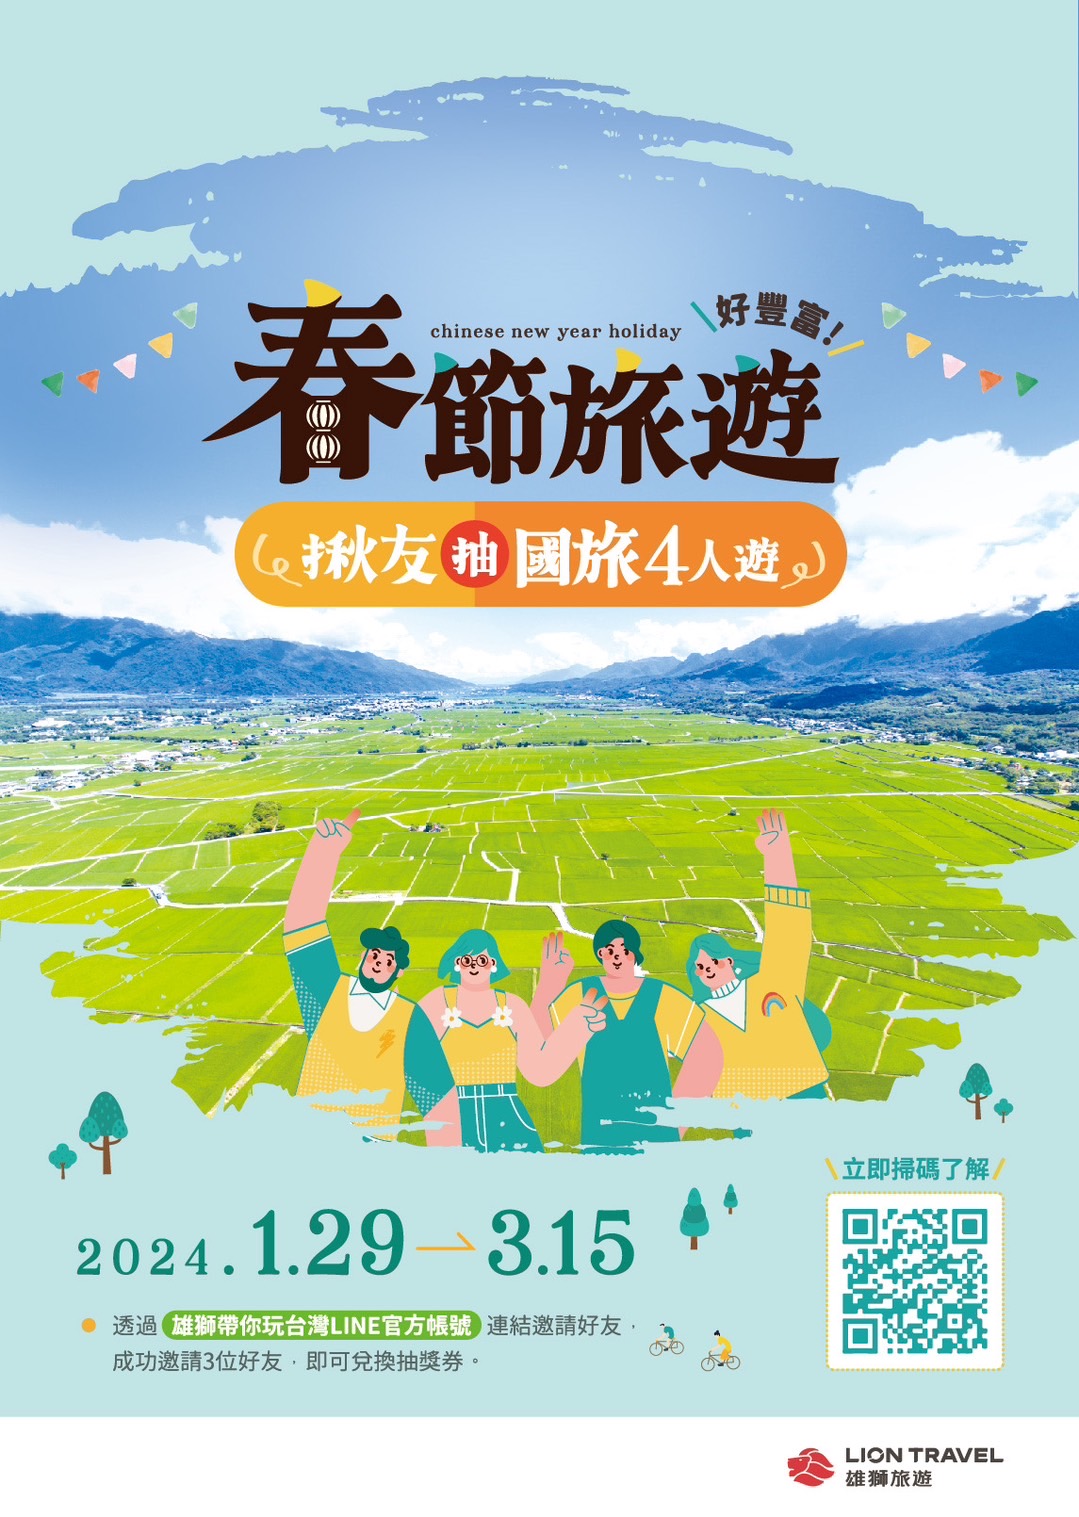 春節旅遊
chinese new year holiday
好豐富!
揪友抽國旅4人遊
立即掃碼了解
2024.1.29→3.15
透過 雄獅帶你玩台灣LINE官方帳號 連結邀請好友，
成功邀請3位好友，即可兌換抽獎券。
LION TRAVEL
雄獅旅遊